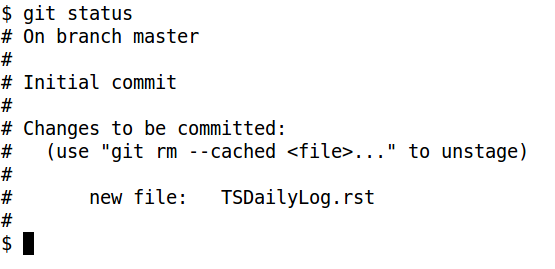 $ git status
# On branch master
#
# Initial commit
#
# Changes to be committed:
#   (use "git rm --cached <file>..." to unstage)
#
#       new file:   TSDailyLog.rst
#
$